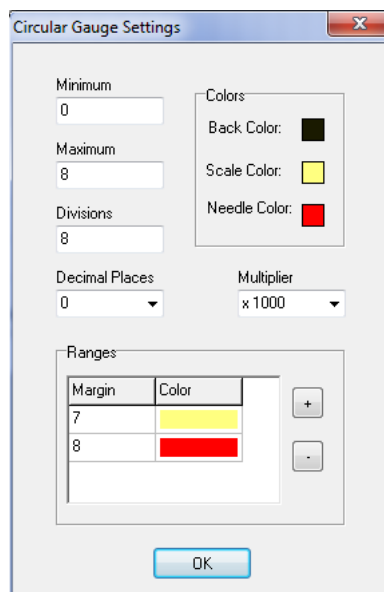 Circular Gauge Settings
Minimum
0
Maximum
8
Divisions
8
Decimal Places
0
Colors
Back Color:
Scale Color:
Needle Color:
Multiplier
x 1000
Ranges
Margin Color
7
8
+
-
OK